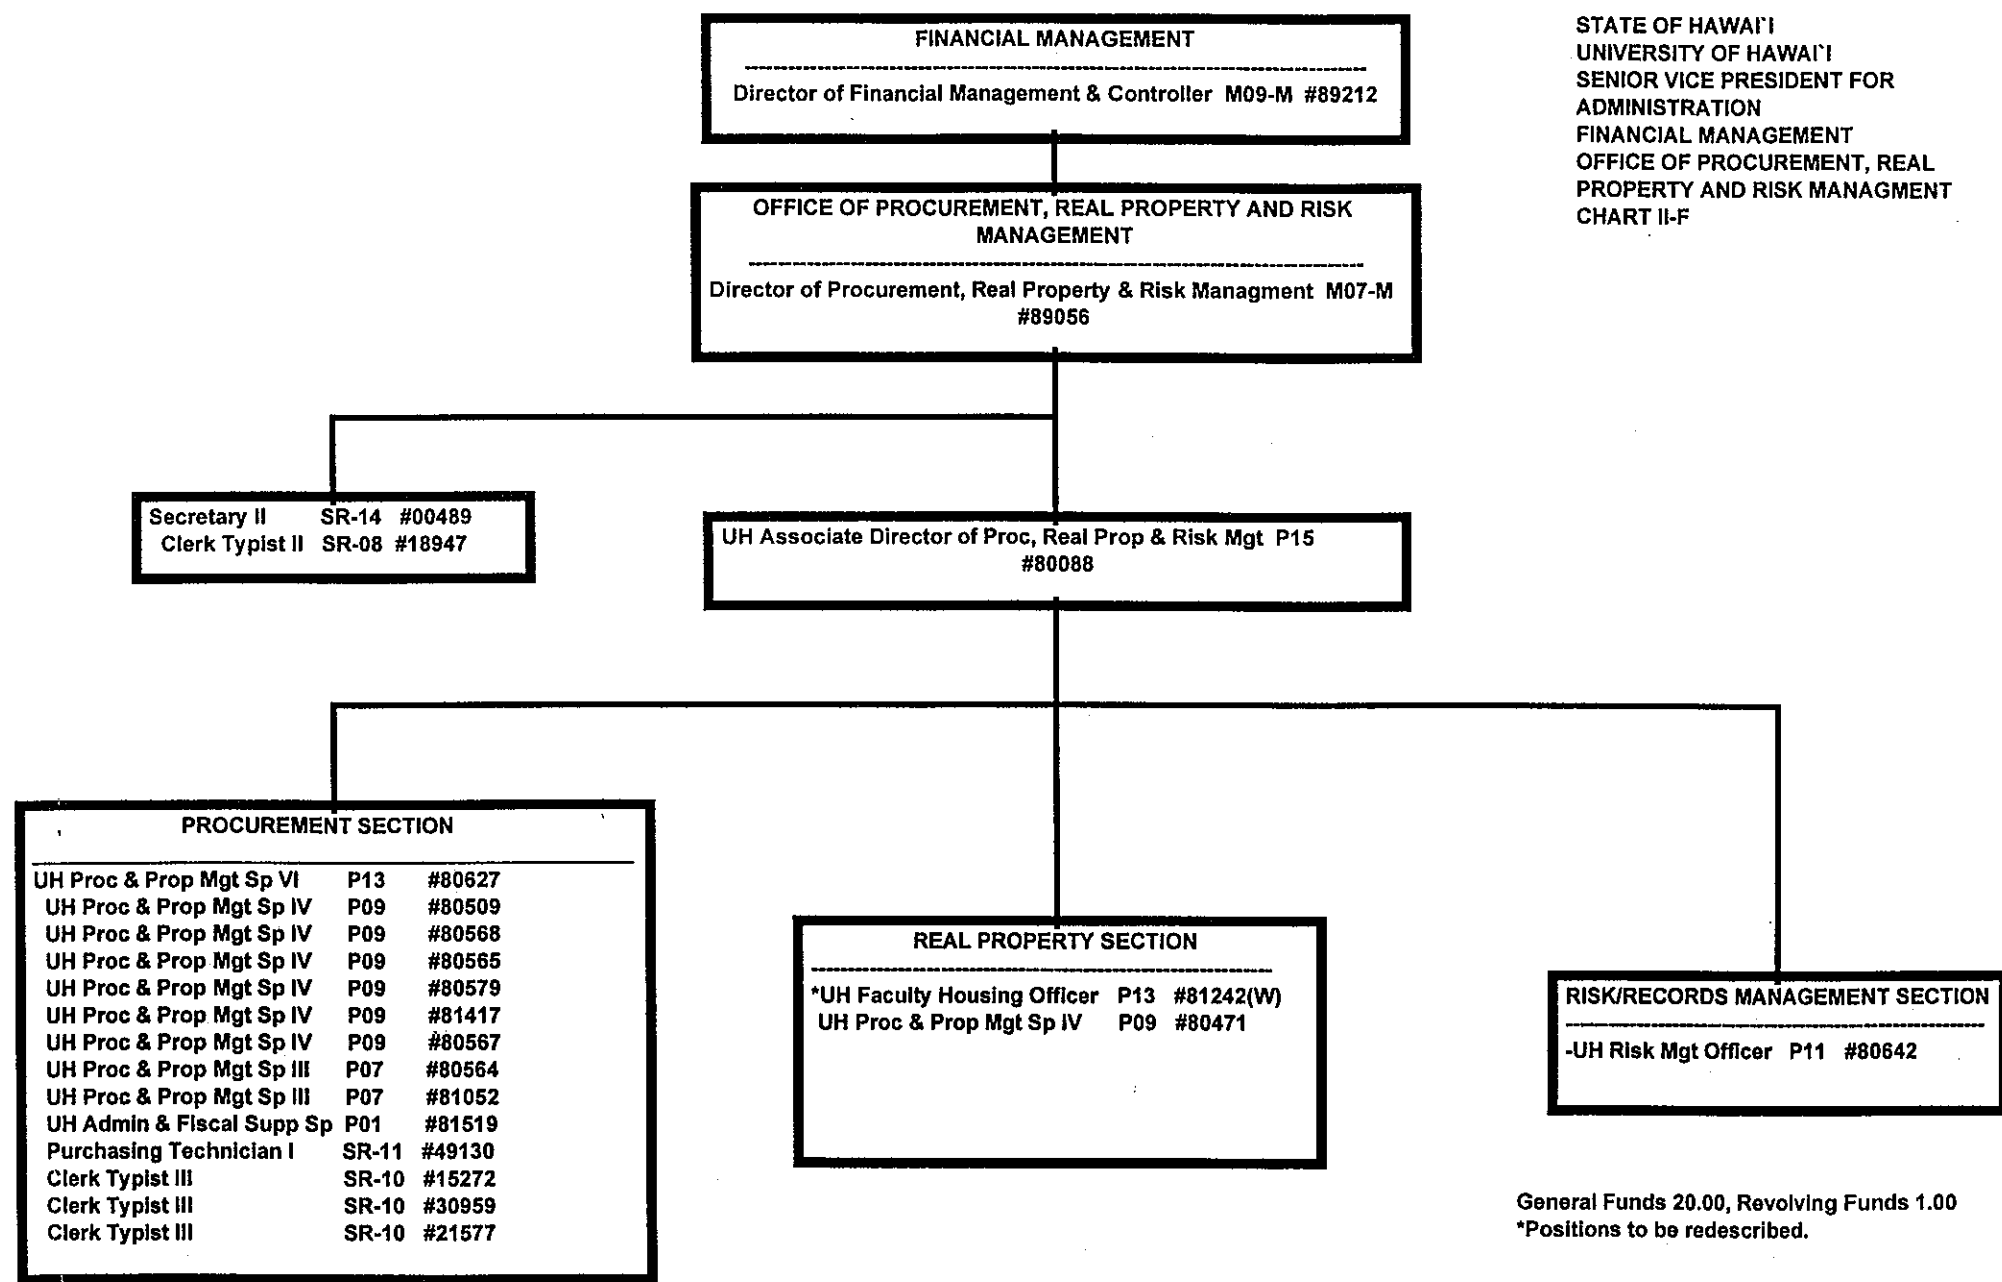 FINANCIAL MANAGEMENT
Director of Financial Management & Controller M09-M #89212
STATE OF HAWAI`I
UNIVERSITY OF HAWAI`I
SENIOR VICE PRESIDENT FOR
ADMINISTRATION
FINANCIAL MANAGEMENT
OFFICE OF PROCUREMENT, REAL
PROPERTY AND RISK MANAGMENT
CHART II-F
OFFICE OF PROCUREMENT, REAL PROPERTY AND RISK
MANAGEMENT
Director of Procurement, Real Property & Risk Managment M07-M
#89056
Secretary II SR-14 #00489
Clerk Typist II SR-08 #18947
UH Associate Director of Proc, Real Prop & Risk Mgt P15
#80088
PROCUREMENT SECTION
UH Proc & Prop Mgt Sp VI P13 #80627
UH Proc & Prop Mgt Sp IV P09 #80509
UH Proc & Prop Mgt Sp IV P09 #80568
UH Proc & Prop Mgt Sp IV P09 #80565
UH Proc & Prop Mgt Sp IV P09 #80579
UH Proc & Prop Mgt Sp IV P09 #81417
UH Proc & Prop Mgt Sp IV P09 #80567
UH Proc & Prop Mgt Sp III P07 #80564
UH Proc & Prop Mgt Sp III P07 #81052
UH Admin & Fiscal Supp Sp P01 #81519
Purchasing Technician I SR-11 #49130
Clerk Typist III SR-10 #15272
Clerk Typist III SR-10 #30959
Clerk Typist III SR-10 #21577
REAL PROPERTY SECTION
*UH Faculty Housing Officer P13 #81242(W)
UH Proc & Prop Mgt Sp IV P09 #80471
RISK/RECORDS MANAGEMENT SECTION
-UH Risk Mgt Officer P11 #80642
General Funds 20.00, Revolving Funds 1.00
*Positions to be redescribed.